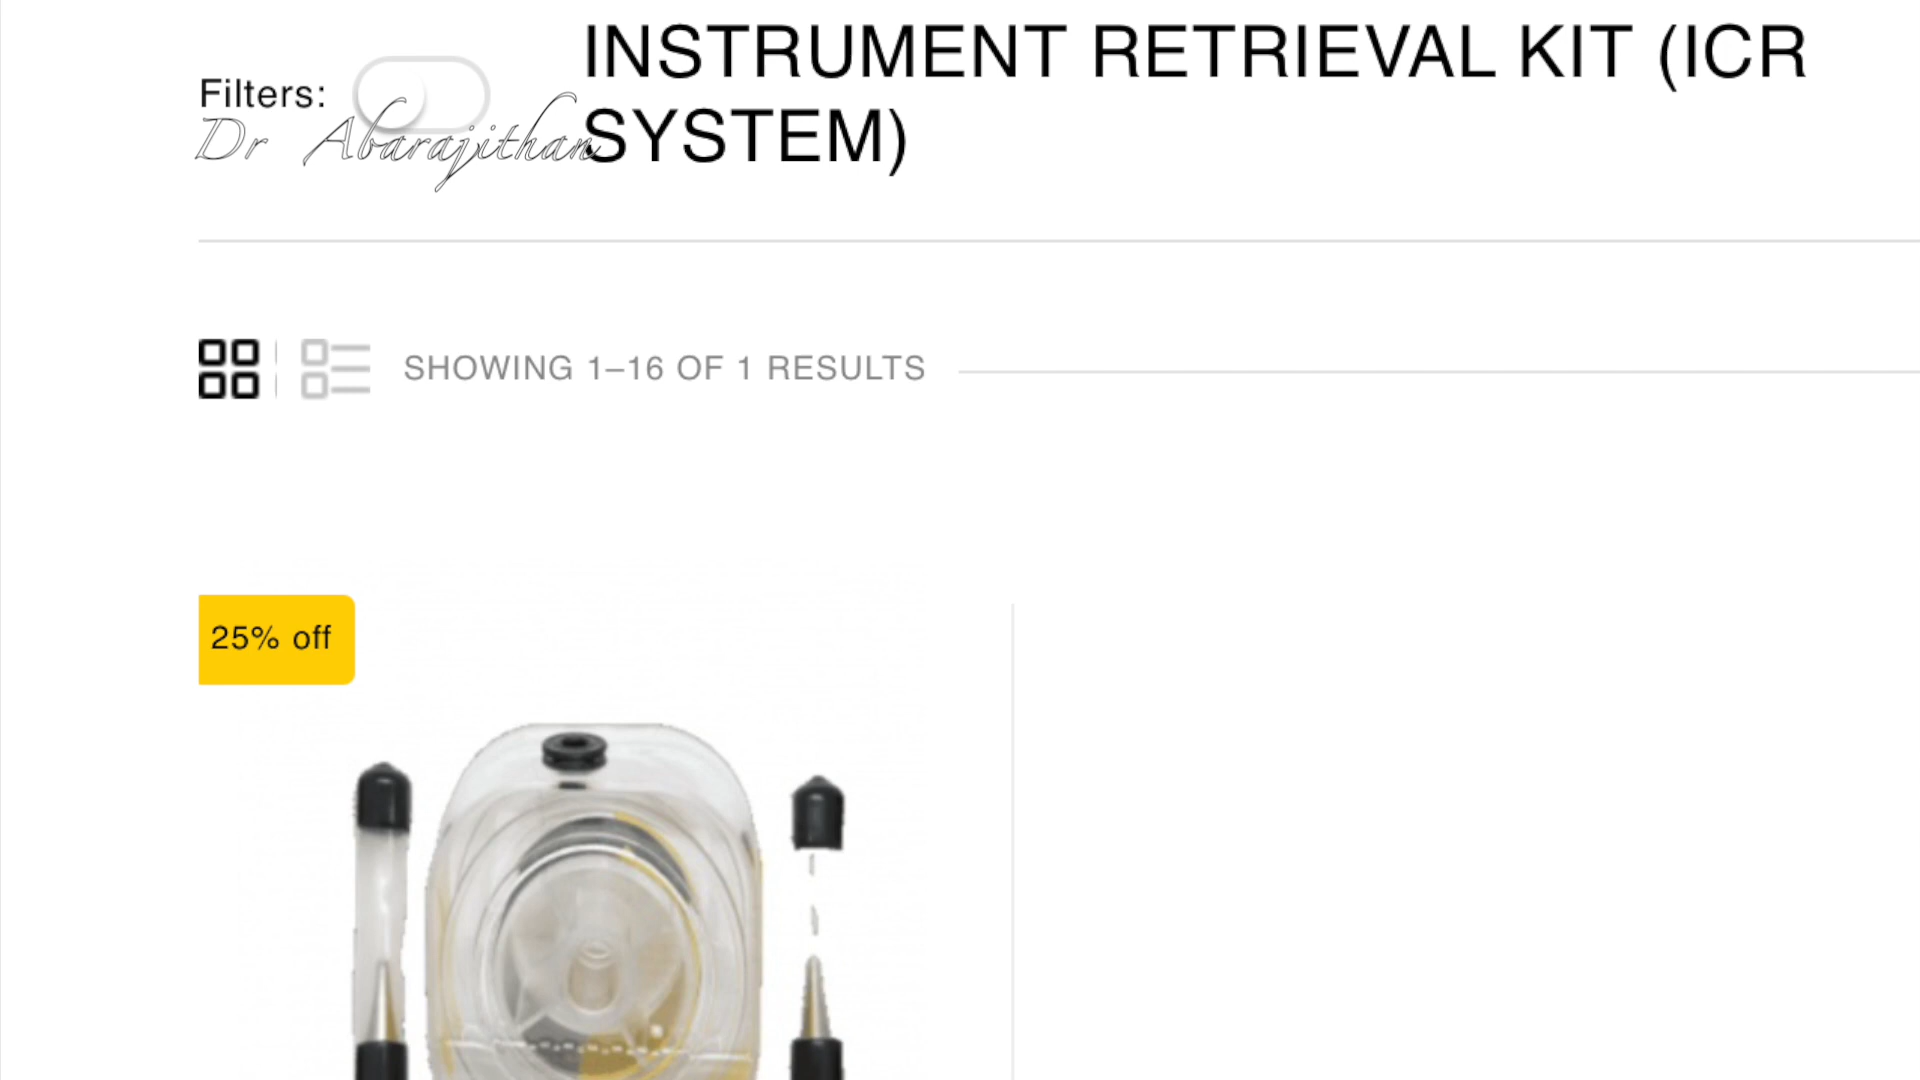 INSTRUMENT RETRIEVAL KIT (ICR
SYSTEM)
Filters:
Dr Abarajithan
SHOWING 1–16 OF 1 RESULTS
25% off